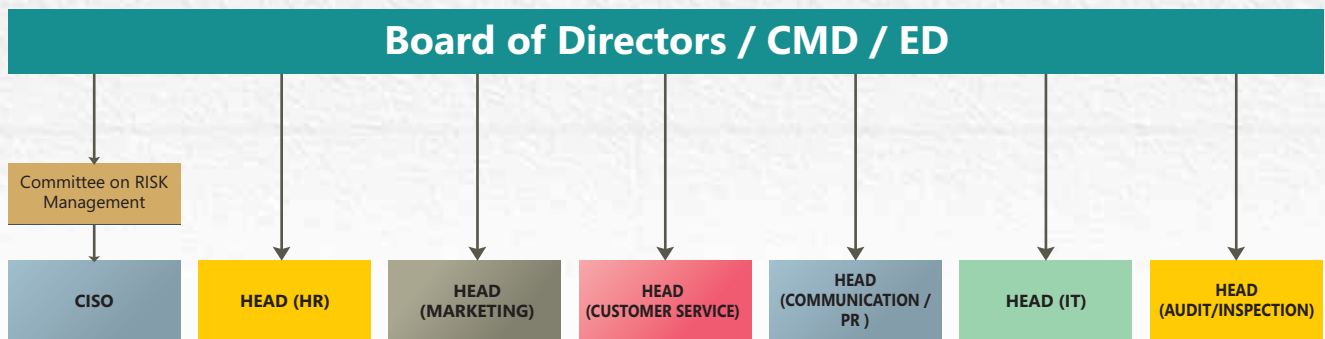 Board of Directors / CMD / ED
Committee on RISK
Management
CISO
HEAD (HR)
HEAD
(MARKETING)
HEAD
(CUSTOMER SERVICE)
HEAD
(COMMUNICATION /
PR )
HEAD (IT)
HEAD
(AUDIT/INSPECTION)